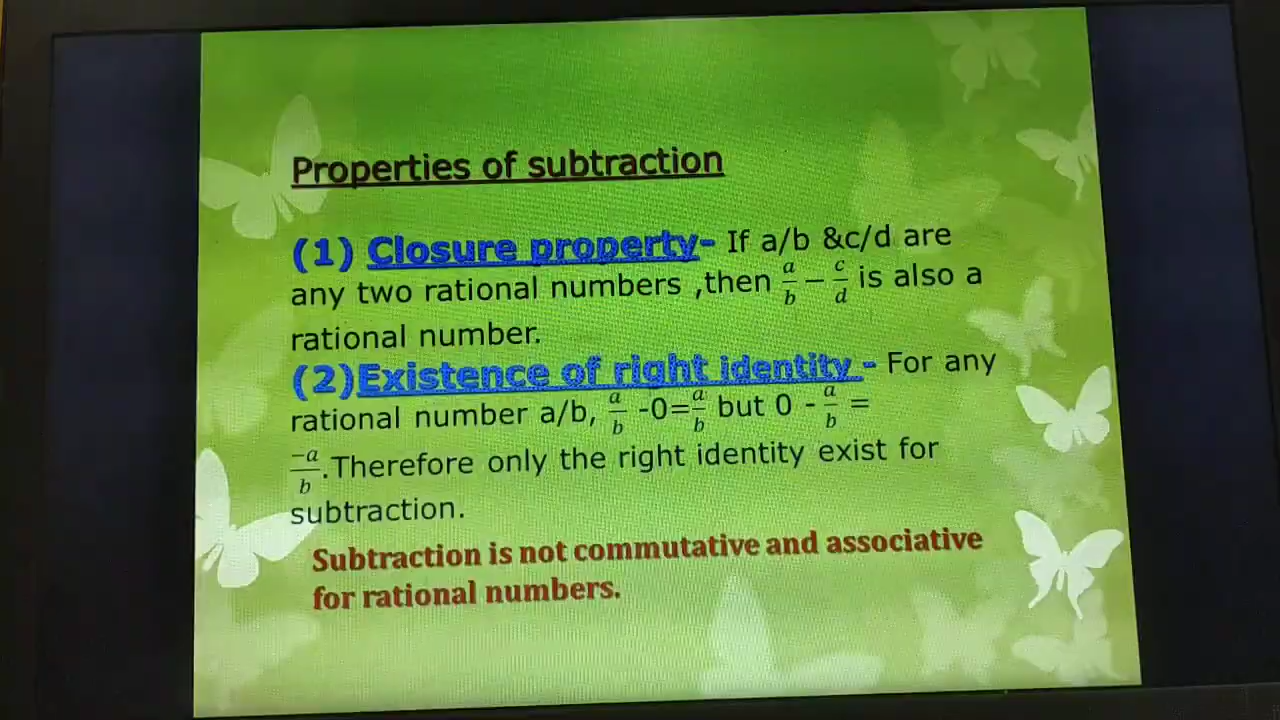 Properties of subtraction
(1) Closure property- If a/b &c/d are
any two rational numbers ,then a/b − c/d is also a
rational number.
(2)Existence of right identity - For any
rational number a/b, a/b -0=a/b but 0 - a/b =
−a/b.Therefore only the right identity exist for
subtraction.
Subtraction is not commutative and associative
for rational numbers.